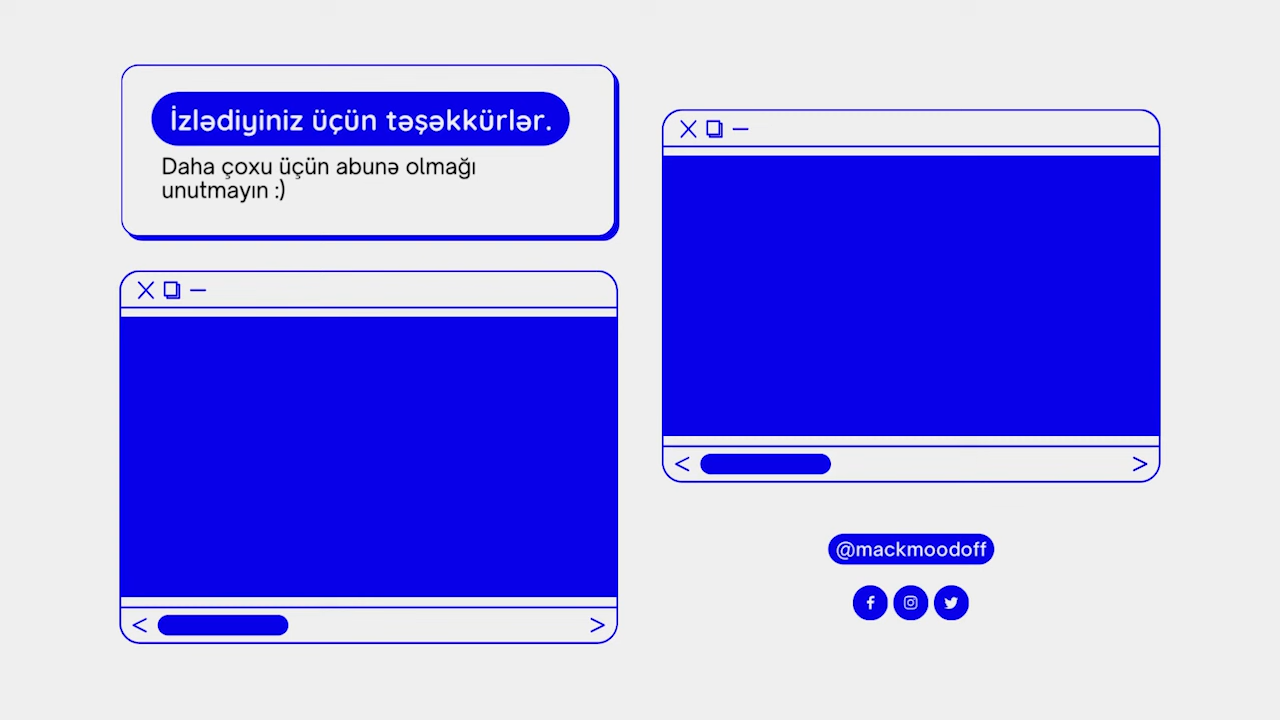 İzlədiyiniz üçün təşəkkürlər.
Daha çoxu üçün abunə olmağı
unutmayın :)
@mackmoodoff